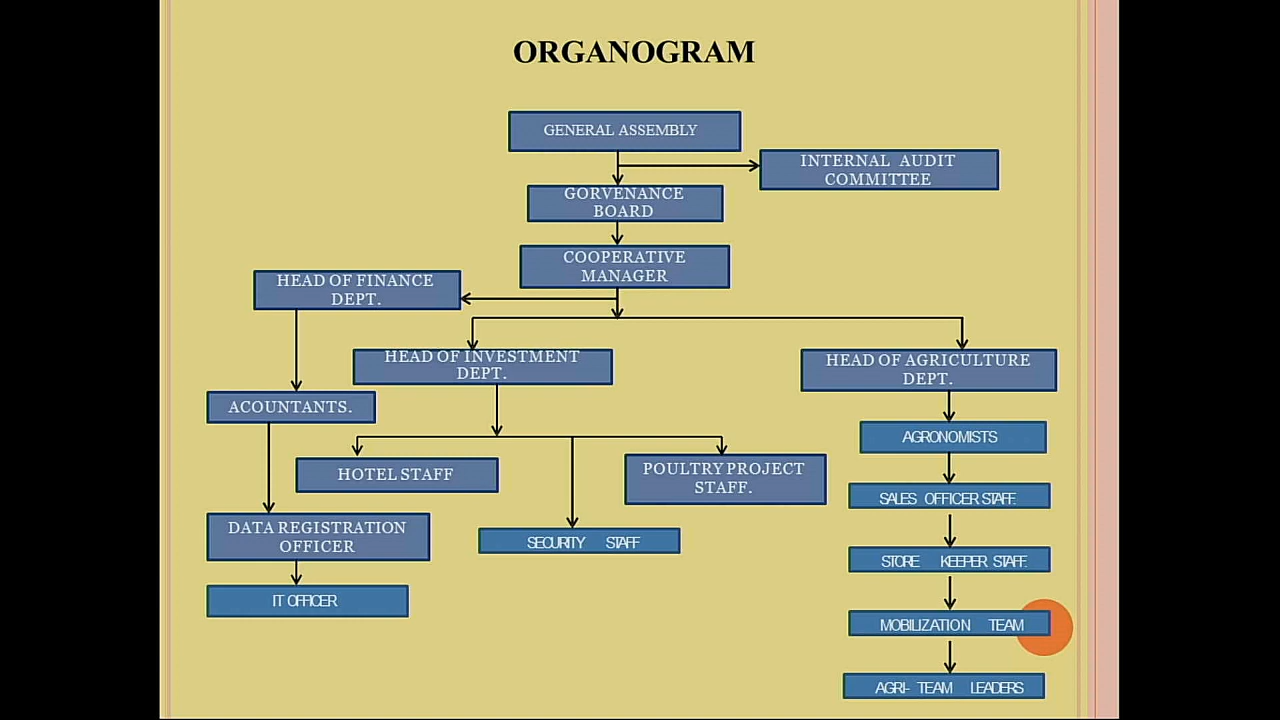 ORGANOGRAM
GENERAL ASSEMBLY
INTERNAL AUDIT
COMMITTEE
GORVENANCE
BOARD
COOPERATIVE
MANAGER
HEAD OF FINANCE
DEPT.
HEAD OF INVESTMENT
DEPT.
HEAD OF AGRICULTURE
DEPT.
ACOUNTANTS.
AGRONOMISTS
HOTEL STAFF
POULTRY PROJECT
STAFF.
SALES OFFICER STAFF.
DATA REGISTRATION
OFFICER
SECURITY STAFF
STORE KEEPER STAFF.
IT OFFICER
MOBILIZATION TEAM
AGRI- TEAM LEADERS